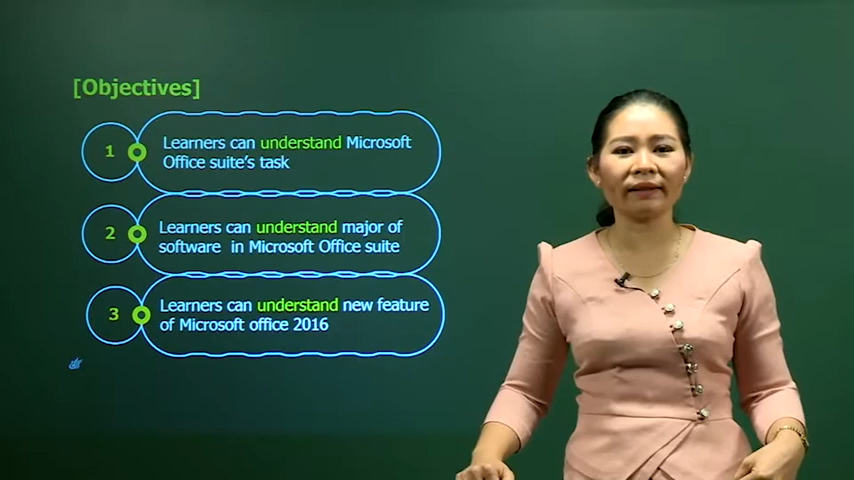 [Objectives]
1
Learners can understand Microsoft
Office suite's task
2
Learners can understand major of
software in Microsoft Office suite
3
Learners can understand new feature
of Microsoft office 2016